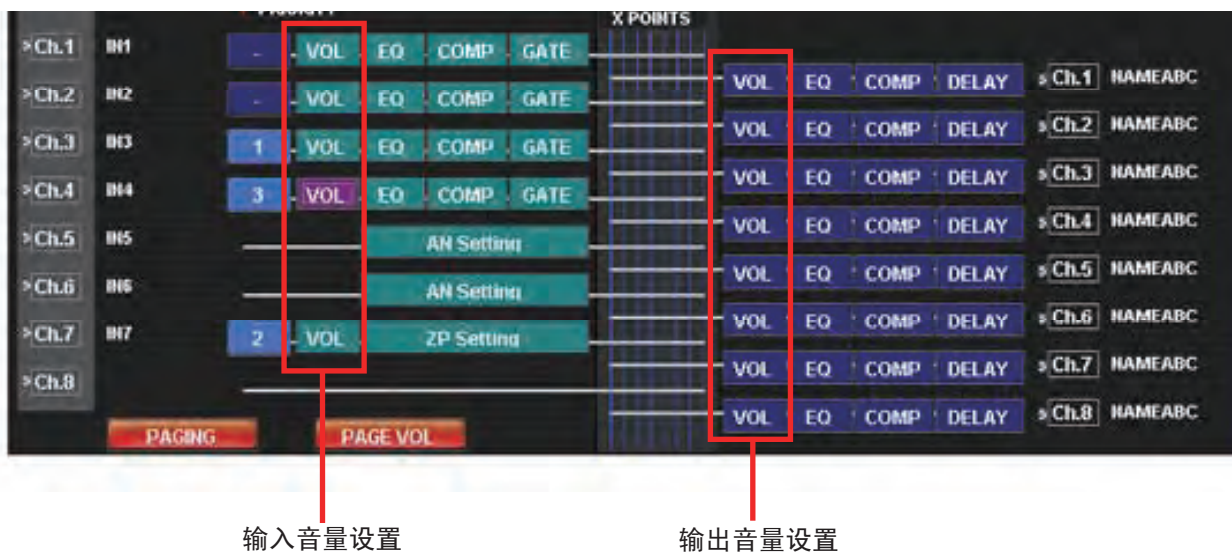 X POINTS
>Ch.1 IN1 - VOL EQ COMP GATE
VOL EQ COMP DELAY >Ch.1 NAMEABC
>Ch.2 IN2 - VOL EQ COMP GATE
VOL EQ COMP DELAY >Ch.2 NAMEABC
>Ch.3 IN3 1 VOL EQ COMP GATE
VOL EQ COMP DELAY >Ch.3 NAMEABC
>Ch.4 IN4 3 VOL EQ COMP GATE
VOL EQ COMP DELAY >Ch.4 NAMEABC
>Ch.5 IN5 AN Setting
VOL EQ COMP DELAY >Ch.5 NAMEABC
>Ch.6 IN6 AN Setting
VOL EQ COMP DELAY >Ch.6 NAMEABC
>Ch.7 IN7 2 VOL ZP Setting
VOL EQ COMP DELAY >Ch.7 NAMEABC
>Ch.8
VOL EQ COMP DELAY >Ch.8 NAMEABC
PAGING PAGE VOL
输入音量设置 输出音量设置